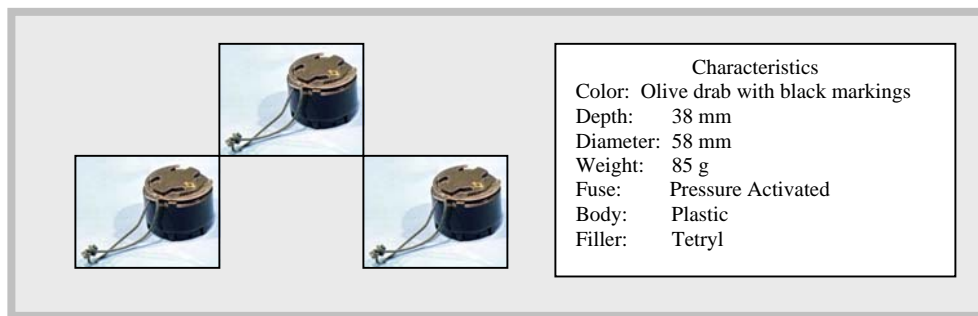 Characteristics
Color: Olive drab with black markings
Depth: 38 mm
Diameter: 58 mm
Weight: 85 g
Fuse: Pressure Activated
Body: Plastic
Filler: Tetryl